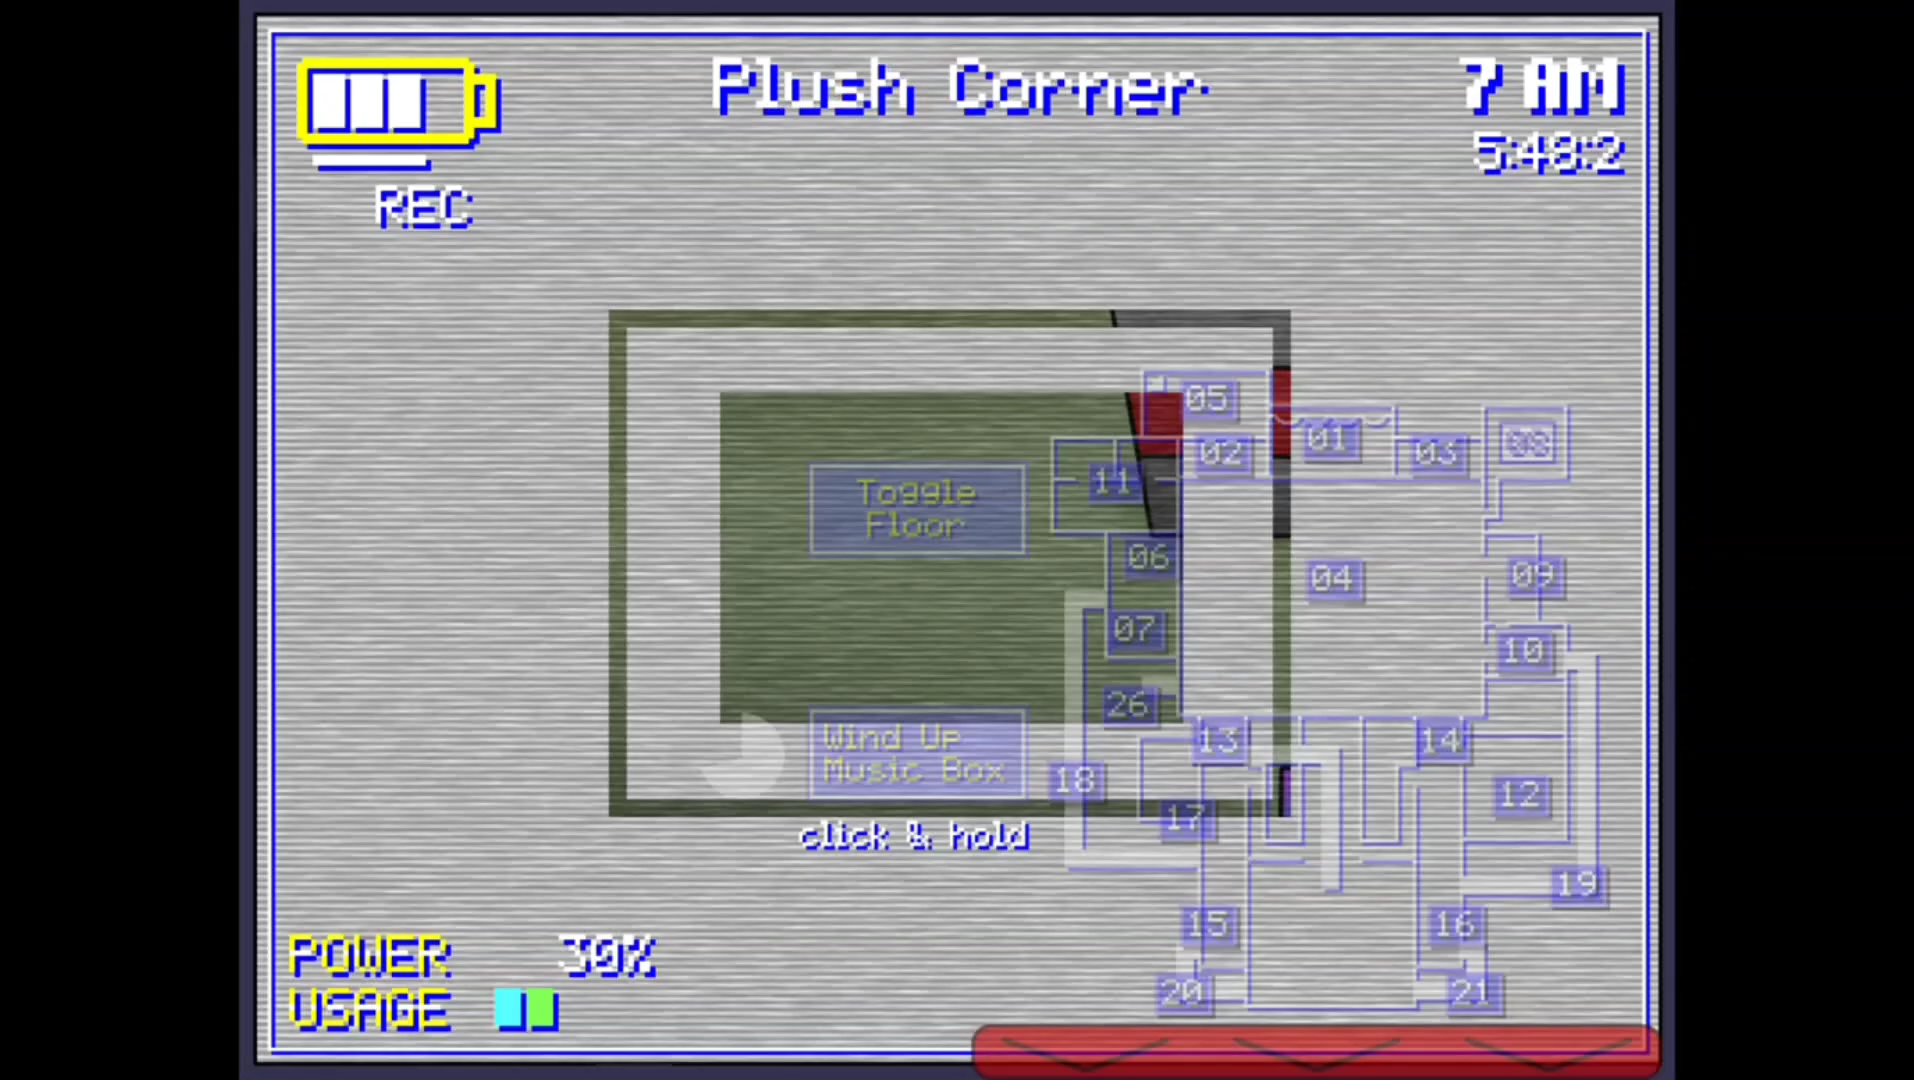 Plush Corner
7 AM
5:48:2
REC
05
01
02
03
08
11
Toggle
Floor
06
04
09
07
10
26
13
14
Wind Up
Music Box
18
12
17
click & hold
19
15
16
POWER 30%
20
21
USAGE